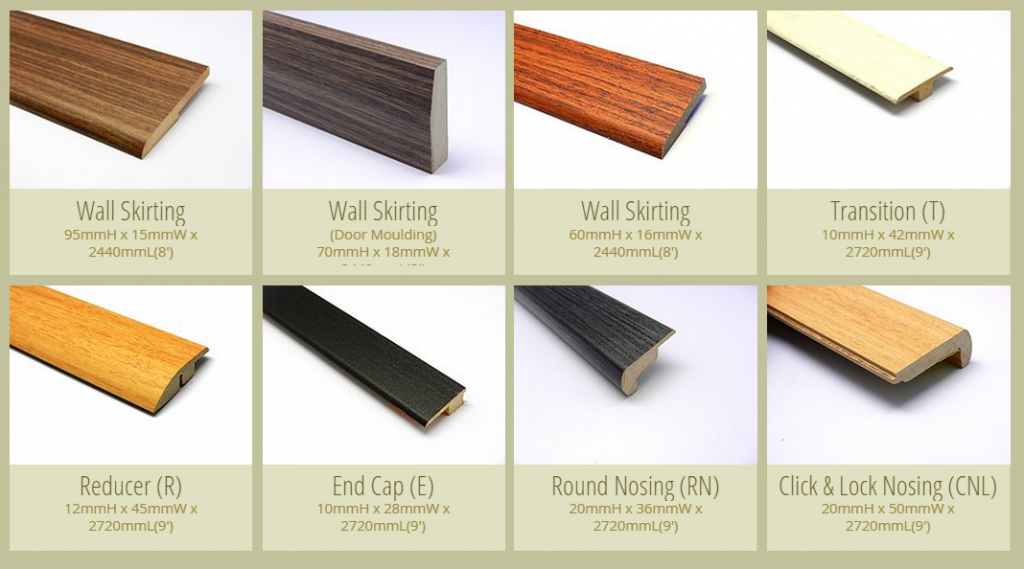 Wall Skirting
95mmH x 15mmW x
2440mmL(8')
Wall Skirting
(Door Moulding)
70mmH x 18mmW x
Wall Skirting
60mmH x 16mmW x
2440mmL(8')
Transition (T)
10mmH x 42mmW x
2720mmL(9')
Reducer (R)
12mmH x 45mmW x
2720mmL(9')
End Cap (E)
10mmH x 28mmW x
2720mmL(9')
Round Nosing (RN)
20mmH x 36mmW x
2720mmL(9')
Click & Lock Nosing (CNL)
20mmH x 50mmW x
2720mmL(9')